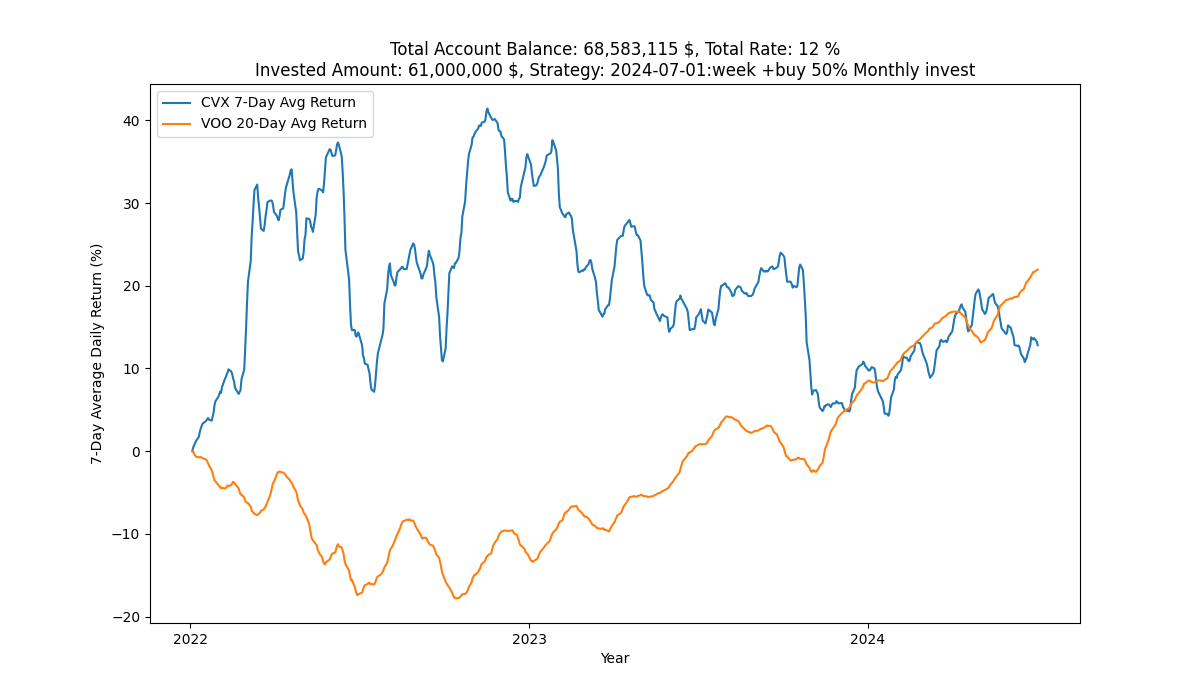 Total Account Balance: 68,583,115 $, Total Rate: 12 %
Invested Amount: 61,000,000 $, Strategy: 2024-07-01:week +buy 50% Monthly invest
CVX 7-Day Avg Return
VOO 20-Day Avg Return
7-Day Average Daily Return (%)
40
30
20
10
0
−10
−20
2022
2023
2024
Year